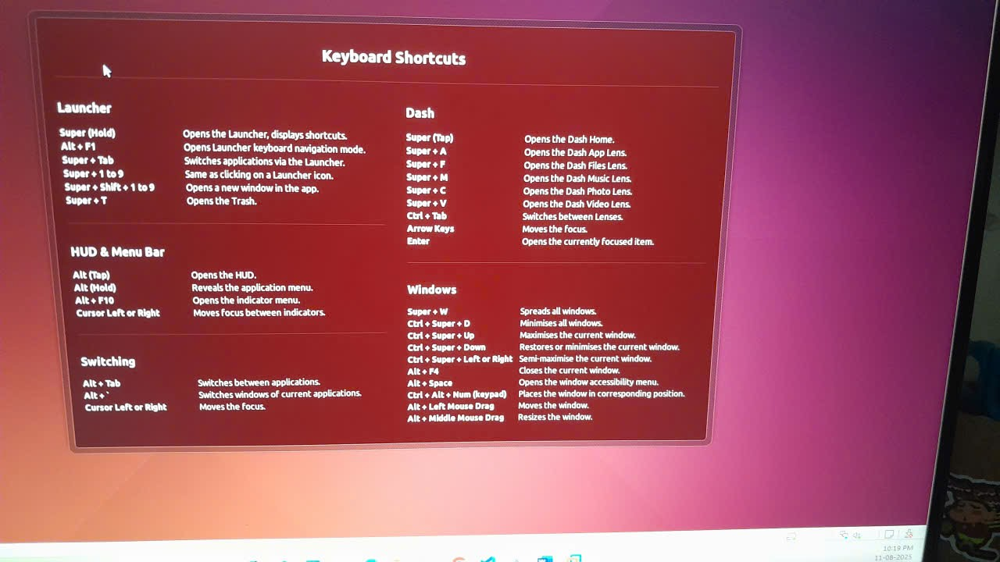 Keyboard Shortcuts
Launcher
Super (Hold) Opens the Launcher, displays shortcuts.
Alt + F1 Opens Launcher keyboard navigation mode.
Super + Tab Switches applications via the Launcher.
Super + 1 to 9 Same as clicking on a Launcher icon.
Super + Shift + 1 to 9 Opens a new window in the app.
Super + T Opens the Trash.
HUD & Menu Bar
Alt (Tap) Opens the HUD.
Alt (Hold) Reveals the application menu.
Alt + F10 Opens the indicator menu.
Cursor Left or Right Moves focus between indicators.
Switching
Alt + Tab Switches between applications.
Alt + ` Switches windows of current applications.
Cursor Left or Right Moves the focus.
Dash
Super (Tap) Opens the Dash Home.
Super + A Opens the Dash App Lens.
Super + F Opens the Dash Files Lens.
Super + M Opens the Dash Music Lens.
Super + C Opens the Dash Photo Lens.
Super + V Opens the Dash Video Lens.
Ctrl + Tab Switches between Lenses.
Arrow Keys Moves the focus.
Enter Opens the currently focused item.
Windows
Super + W Spreads all windows.
Ctrl + Super + D Minimises all windows.
Ctrl + Super + Up Maximises the current window.
Ctrl + Super + Down Restores or minimises the current window.
Ctrl + Super + Left or Right Semi-maximise the current window.
Alt + F4 Closes the current window.
Alt + Space Opens the window accessibility menu.
Ctrl + Alt + Num (keypad) Places the window in corresponding position.
Alt + Left Mouse Drag Moves the window.
Alt + Middle Mouse Drag Resizes the window.
10:19 PM
11-08-2025